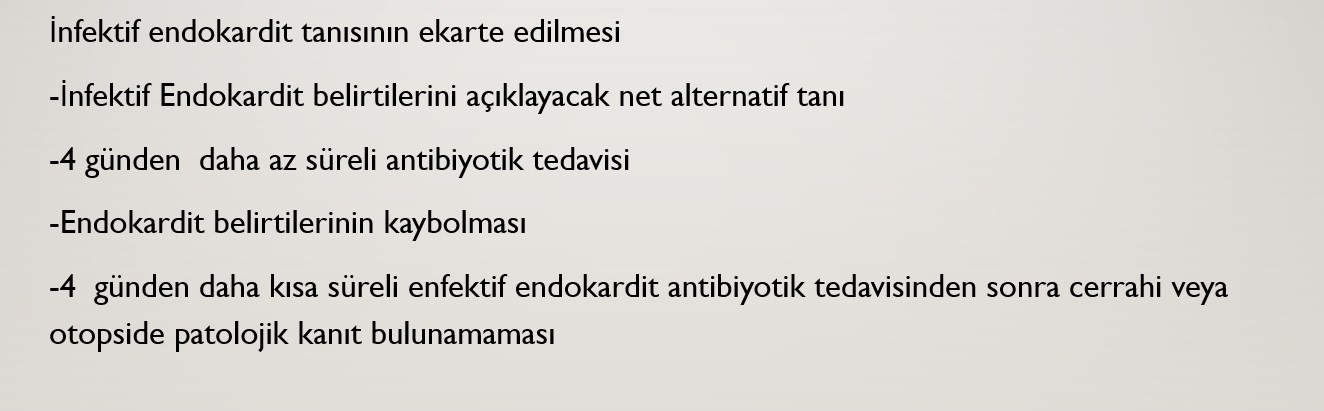 İnfektif endokardit tanısının ekarte edilmesi
-İnfektif Endokardit belirtilerini açıklayacak net alternatif tanı
-4 günden  daha az süreli antibiyotik tedavisi
-Endokardit belirtilerinin kaybolması
-4  günden daha kısa süreli enfektif endokardit antibiyotik tedavisinden sonra cerrahi veya
otopside patolojik kanıt bulunamaması